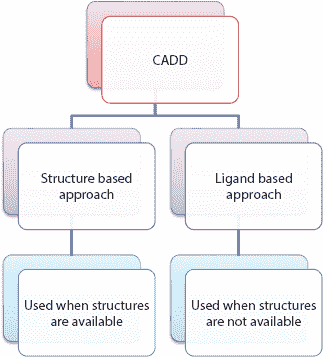 CADD
Structure based
approach
Ligand based
approach
Used when structures
are available
Used when structures
are not available